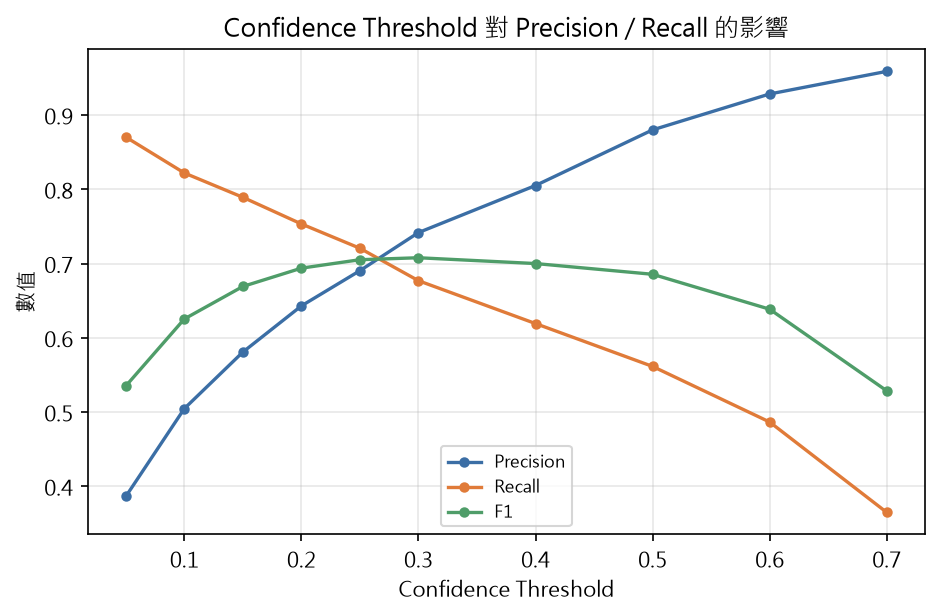 Confidence Threshold 對 Precision / Recall 的影響
數值
0.9
0.8
0.7
0.6
0.5
0.4
Precision
Recall
F1
0.1 0.2 0.3 0.4 0.5 0.6 0.7
Confidence Threshold